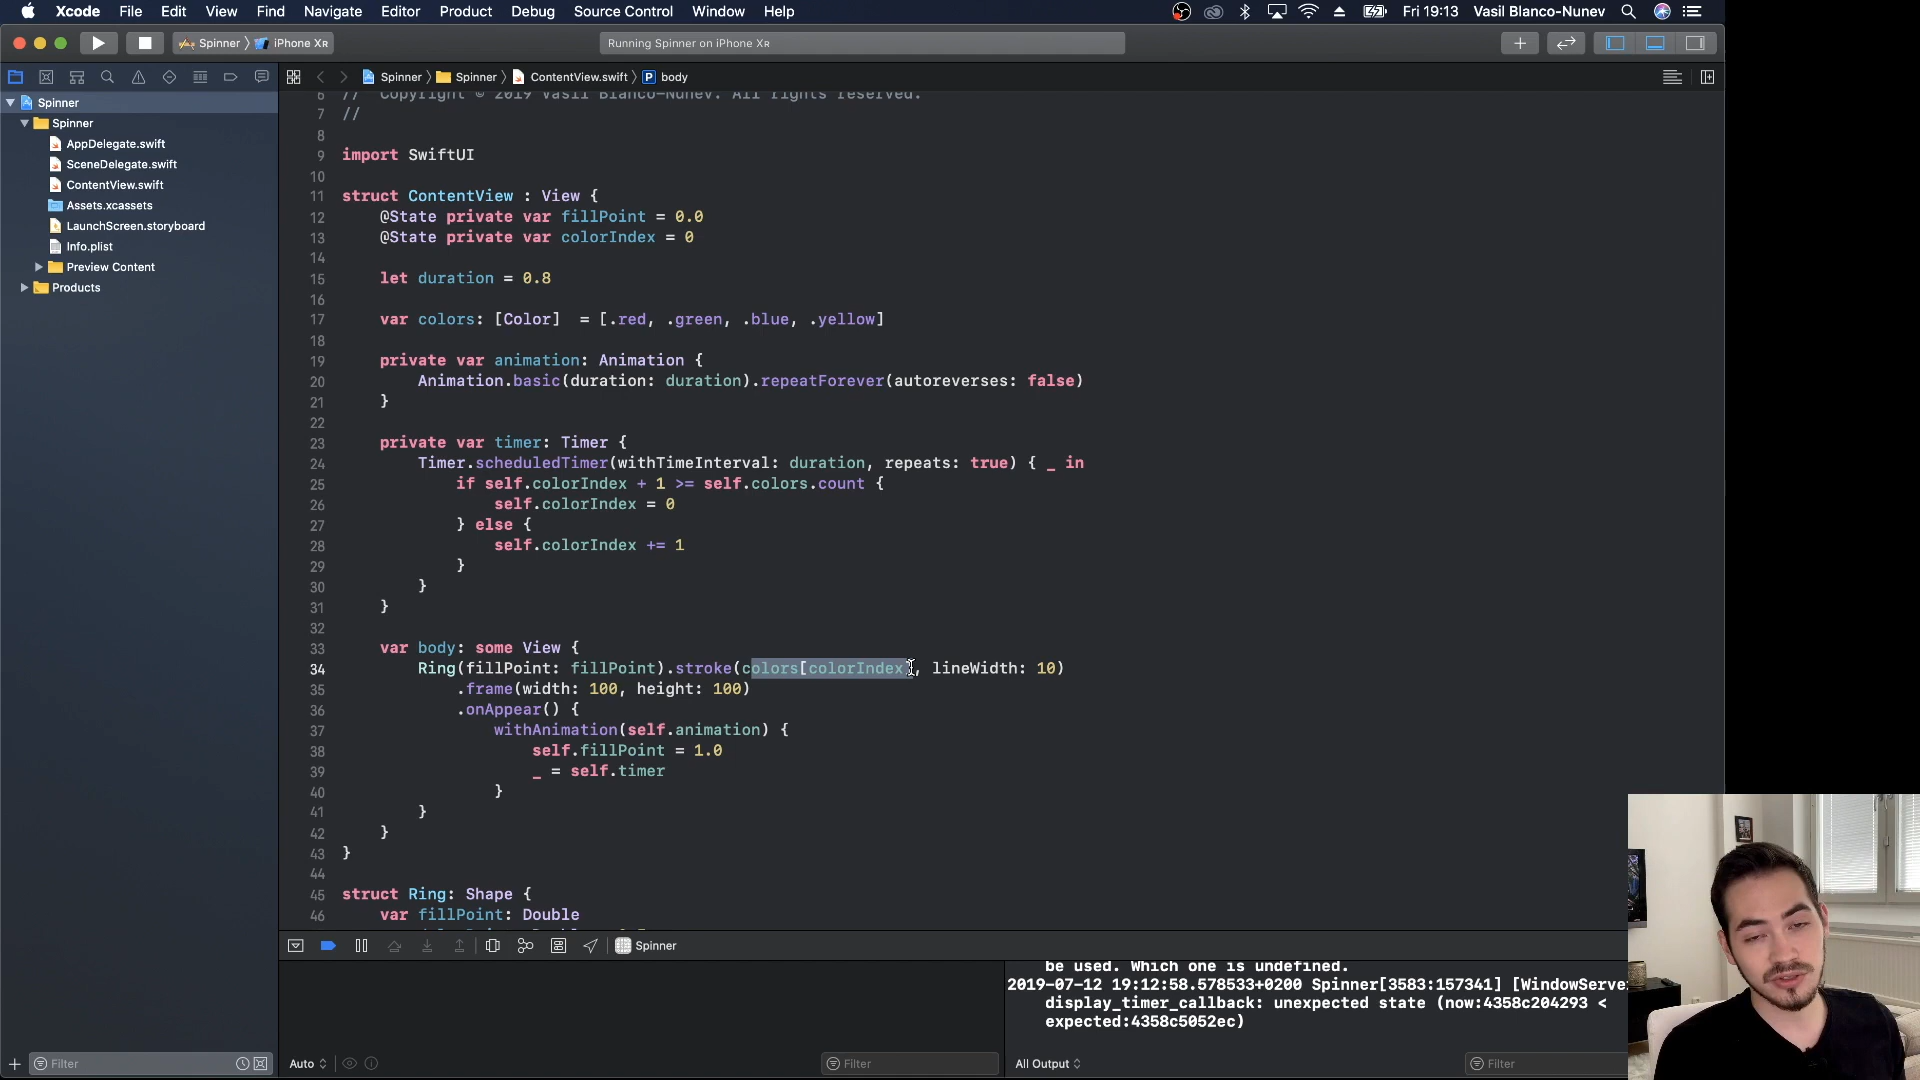 Xcode File Edit View Find Navigate Editor Product Debug Source Control Window Help Fri 19:13 Vasil Blanco-Nunev
Spinner iPhone XR Running Spinner on iPhone XR
Spinner Spinner ContentView.swift P body
Spinner
Spinner
AppDelegate.swift
SceneDelegate.swift
ContentView.swift
Assets.xcassets
LaunchScreen.storyboard
Info.plist
Preview Content
Products
6 // Copyright © 2019 Vasil Blanco-Nunev. All rights reserved.
7 //
8
9 import SwiftUI
10
11 struct ContentView : View {
12 @State private var fillPoint = 0.0
13 @State private var colorIndex = 0
14
15 let duration = 0.8
16
17 var colors: [Color]  = [.red, .green, .blue, .yellow]
18
19 private var animation: Animation {
20 Animation.basic(duration: duration).repeatForever(autoreverses: false)
21 }
22
23 private var timer: Timer {
24 Timer.scheduledTimer(withTimeInterval: duration, repeats: true) { _ in
25 if self.colorIndex + 1 >= self.colors.count {
26 self.colorIndex = 0
27 } else {
28 self.colorIndex += 1
29 }
30 }
31 }
32
33 var body: some View {
34 Ring(fillPoint: fillPoint).stroke(colors[colorIndex], lineWidth: 10)
35 .frame(width: 100, height: 100)
36 .onAppear() {
37 withAnimation(self.animation) {
38 self.fillPoint = 1.0
39 _ = self.timer
40 }
41 }
42 }
43 }
44
45 struct Ring: Shape {
46 var fillPoint: Double
Spinner
be used. Which one is undefined.
2019-07-12 19:12:58.578533+0200 Spinner[3583:157341] [WindowServe
display_timer_callback: unexpected state (now:4358c204293 <
expected:4358c5052ec)
Filter Auto Filter All Output Filter